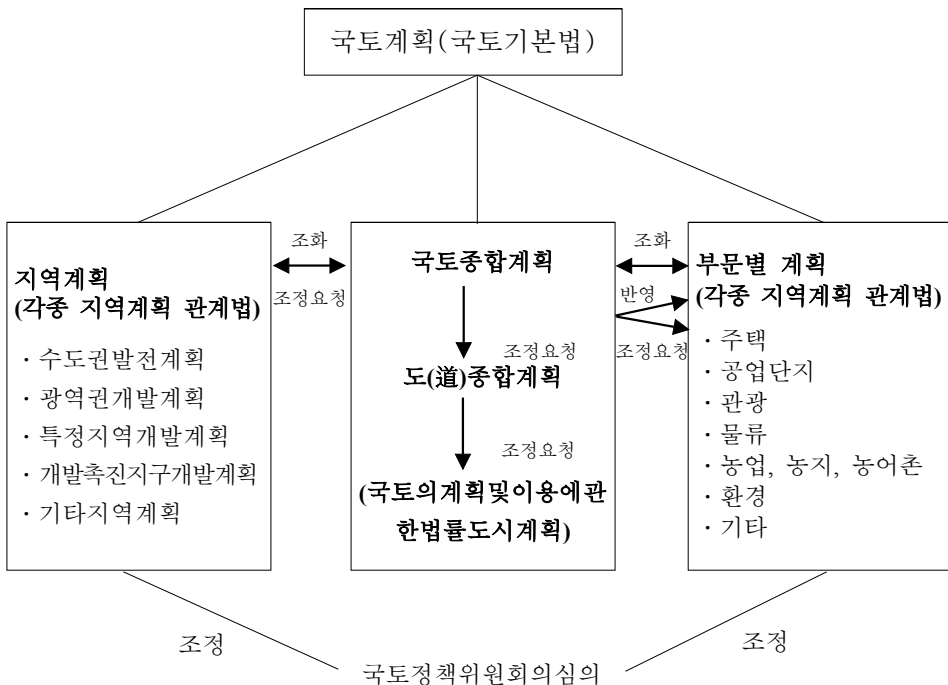 국토계획(국토기본법)
지역계획
(각종 지역계획 관계법)
· 수도권발전계획
· 광역권개발계획
· 특정지역개발계획
· 개발촉진지구개발계획
· 기타지역계획
조화
조정요청
국토종합계획
조정요청
도(道)종합계획
조정요청
(국토의계획및이용에관
한법률도시계획)
조화
반영
조정요청
부문별 계획
(각종 지역계획 관계법)
· 주택
· 공업단지
· 관광
· 물류
· 농업, 농지, 농어촌
· 환경
· 기타
조정
조정
국토정책위원회의심의